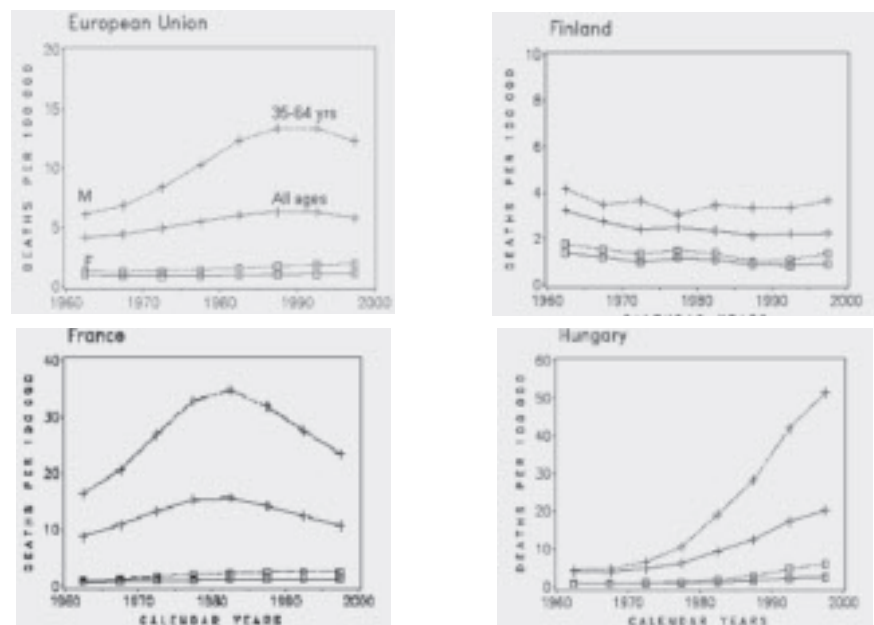 European Union
20
15
10
5
0
DEATHS PER 100 000
35-64 yrs
M
All ages
F
1960 1970 1980 1990 2000
Finland
10
8
6
4
2
0
DEATHS PER 100 000
1960 1970 1980 1990 2000
France
40
30
20
10
0
DEATHS PER 100 000
1960 1970 1980 1990 2000
CALENDAR YEARS
Hungary
60
50
40
30
20
10
0
DEATHS PER 100 000
1960 1970 1980 1990 2000
CALENDAR YEARS